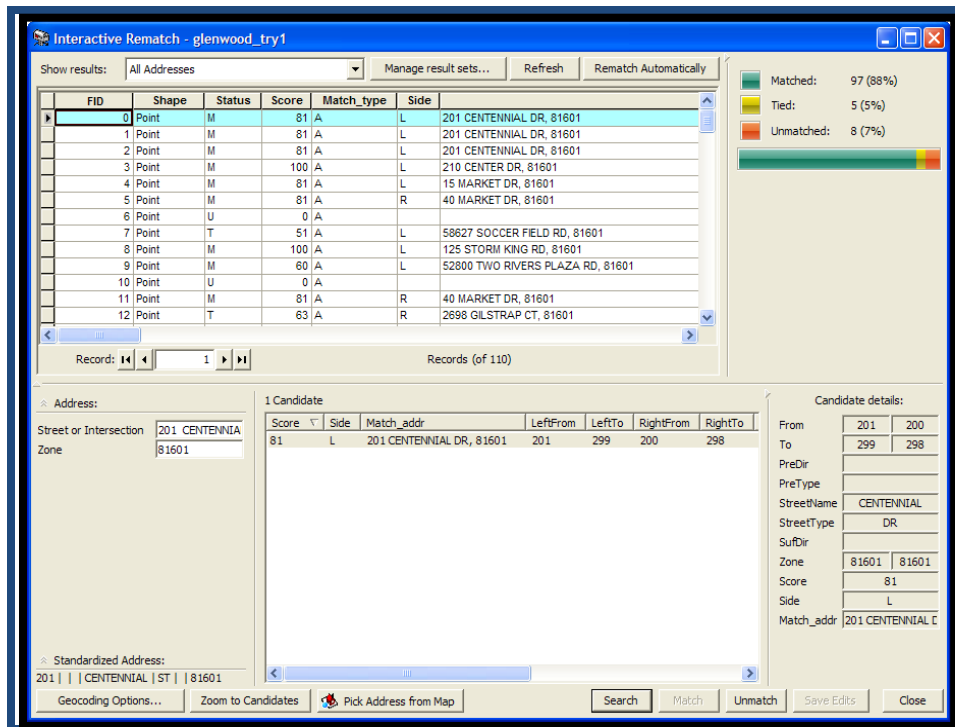 Interactive Rematch - glenwood_try1
Show results: All Addresses Manage result sets... Refresh Rematch Automatically
Matched: 97 (88%)
Tied: 5 (5%)
Unmatched: 8 (7%)
FID Shape Status Score Match_type Side
0 Point M 81 A L 201 CENTENNIAL DR, 81601
1 Point M 81 A L 201 CENTENNIAL DR, 81601
2 Point M 81 A L 201 CENTENNIAL DR, 81601
3 Point M 100 A L 210 CENTER DR, 81601
4 Point M 81 A L 15 MARKET DR, 81601
5 Point M 81 A R 40 MARKET DR, 81601
6 Point U 0 A
7 Point T 51 A L 58627 SOCCER FIELD RD, 81601
8 Point M 100 A L 125 STORM KING RD, 81601
9 Point M 60 A L 52800 TWO RIVERS PLAZA RD, 81601
10 Point U 0 A
11 Point M 81 A R 40 MARKET DR, 81601
12 Point T 63 A R 2698 GILSTRAP CT, 81601
Record: 1 Records (of 110)
Address:
Street or Intersection 201 CENTENNIA
Zone 81601
Standardized Address:
201 | | | CENTENNIAL | ST | | 81601
1 Candidate
Score Side Match_addr LeftFrom LeftTo RightFrom RightTo
81 L 201 CENTENNIAL DR, 81601 201 299 200 298
Candidate details:
From 201 200
To 299 298
PreDir
PreType
StreetName CENTENNIAL
StreetType DR
SufDir
Zone 81601 81601
Score 81
Side L
Match_addr 201 CENTENNIAL D
Geocoding Options... Zoom to Candidates Pick Address from Map Search Match Unmatch Save Edits Close